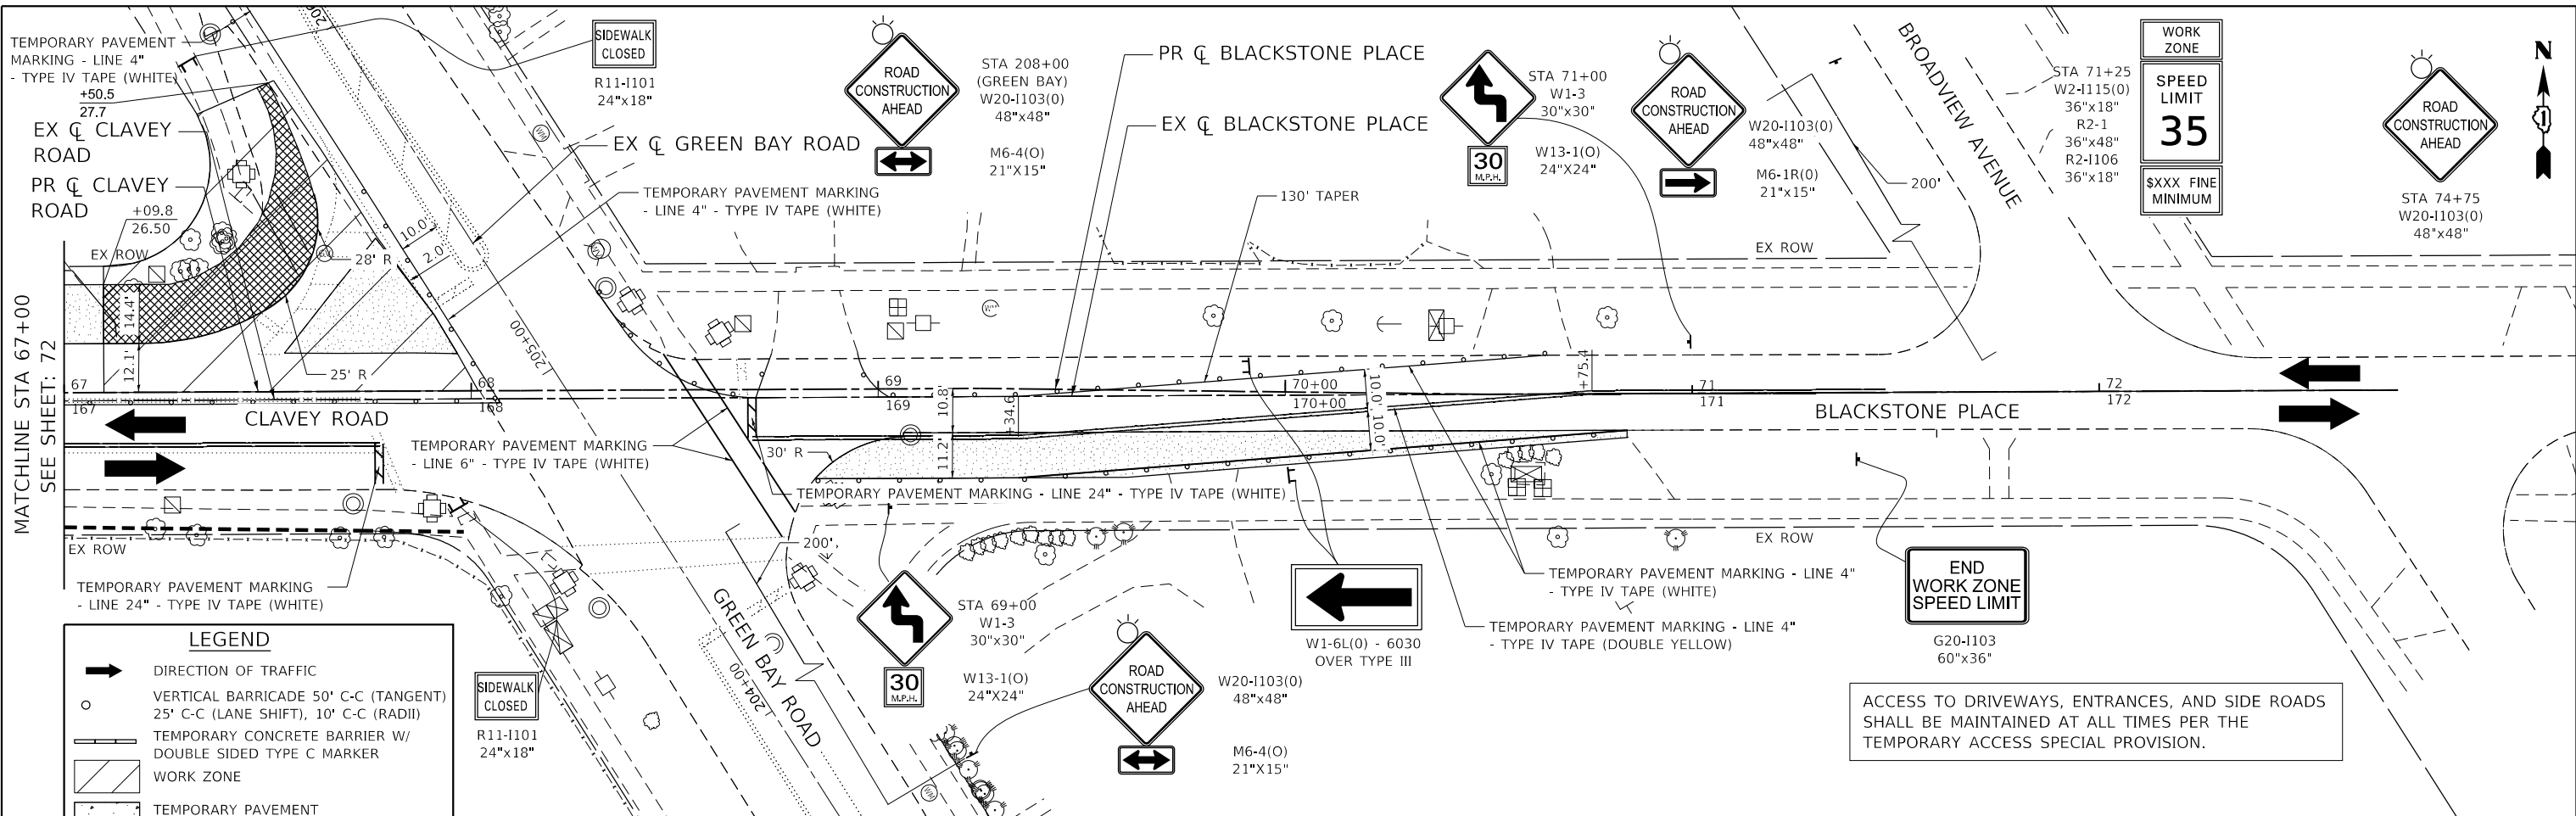 TEMPORARY PAVEMENT
MARKING - LINE 4"
- TYPE IV TAPE (WHITE)
+50.5
27.7
EX ℄ CLAVEY
ROAD
PR ℄ CLAVEY
ROAD
+09.8
26.50
EX ROW
MATCHLINE STA 67+00
SEE SHEET: 72
14.4'
12.1'
28' R
25' R
10.0'
2.0'
SIDEWALK
CLOSED
R11-I101
24"x18"
EX ℄ GREEN BAY ROAD
TEMPORARY PAVEMENT MARKING
- LINE 4" - TYPE IV TAPE (WHITE)
205+00
ROAD
CONSTRUCTION
AHEAD
STA 208+00
(GREEN BAY)
W20-I103(0)
48"x48"
M6-4(O)
21"X15"
PR ℄ BLACKSTONE PLACE
EX ℄ BLACKSTONE PLACE
130' TAPER
30
M.P.H.
STA 71+00
W1-3
30"x30"
W13-1(O)
24"X24"
ROAD
CONSTRUCTION
AHEAD
W20-I103(0)
48"x48"
M6-1R(0)
21"x15"
200'
BROADVIEW AVENUE
EX ROW
STA 71+25
W2-I115(0)
36"x18"
R2-1
36"x48"
R2-I106
36"x18"
WORK
ZONE
SPEED
LIMIT
35
$XXX FINE
MINIMUM
ROAD
CONSTRUCTION
AHEAD
STA 74+75
W20-I103(0)
48"x48"
N
67
167
68
168
69
169
70+00
170+00
71
171
72
172
10.8'
11.2'
+34.6
10.0'
10.0'
+75.4
CLAVEY ROAD
BLACKSTONE PLACE
TEMPORARY PAVEMENT MARKING
- LINE 6" - TYPE IV TAPE (WHITE)
30' R
TEMPORARY PAVEMENT MARKING - LINE 24" - TYPE IV TAPE (WHITE)
EX ROW
EX ROW
TEMPORARY PAVEMENT MARKING
- LINE 24" - TYPE IV TAPE (WHITE)
200'
GREEN BAY ROAD
204+00
30
M.P.H.
STA 69+00
W1-3
30"x30"
W13-1(O)
24"X24"
ROAD
CONSTRUCTION
AHEAD
W20-I103(0)
48"x48"
M6-4(O)
21"X15"
W1-6L(0) - 6030
OVER TYPE III
TEMPORARY PAVEMENT MARKING - LINE 4"
- TYPE IV TAPE (WHITE)
TEMPORARY PAVEMENT MARKING - LINE 4"
- TYPE IV TAPE (DOUBLE YELLOW)
END
WORK ZONE
SPEED LIMIT
G20-I103
60"x36"
ACCESS TO DRIVEWAYS, ENTRANCES, AND SIDE ROADS
SHALL BE MAINTAINED AT ALL TIMES PER THE
TEMPORARY ACCESS SPECIAL PROVISION.
SIDEWALK
CLOSED
R11-I101
24"x18"
LEGEND
DIRECTION OF TRAFFIC
VERTICAL BARRICADE 50' C-C (TANGENT)
25' C-C (LANE SHIFT), 10' C-C (RADII)
TEMPORARY CONCRETE BARRIER W/
DOUBLE SIDED TYPE C MARKER
WORK ZONE
TEMPORARY PAVEMENT